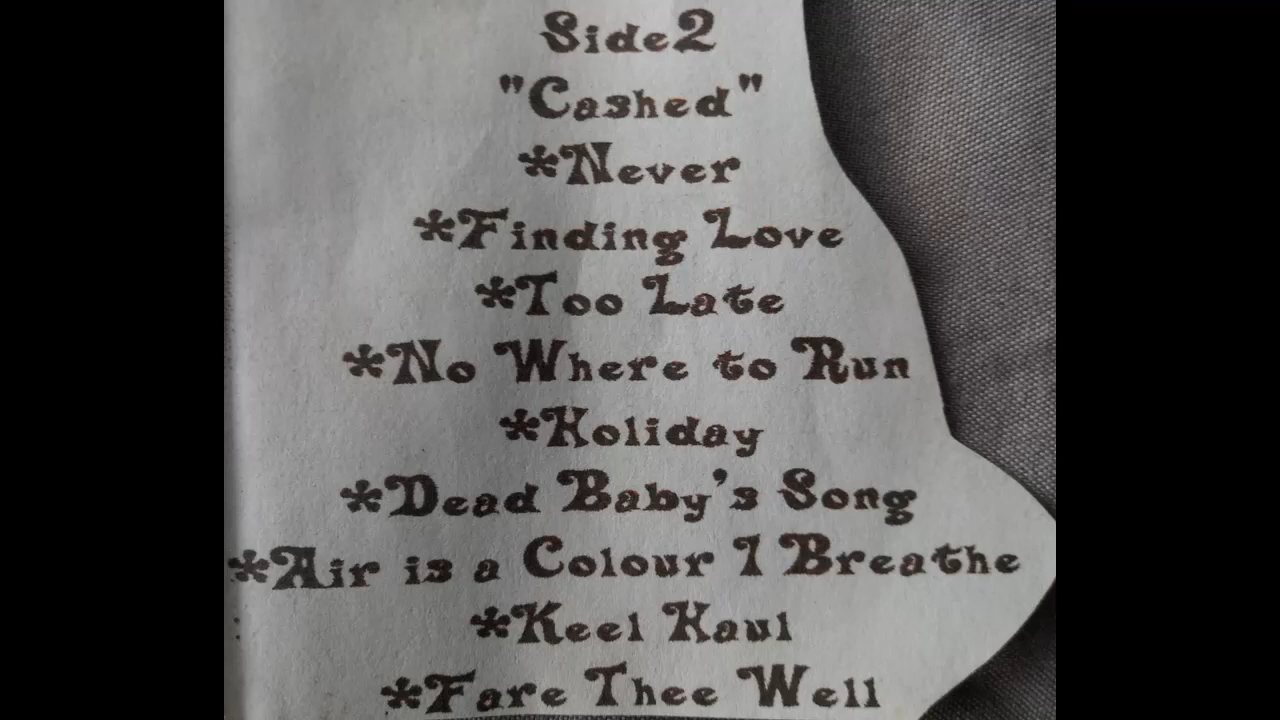 Side2
"Cashed"
*Never
*Finding Love
*Too Late
*No Where to Run
*Holiday
*Dead Baby's Song
*Air is a Colour I Breathe
*Keel Haul
*Fare Thee Well